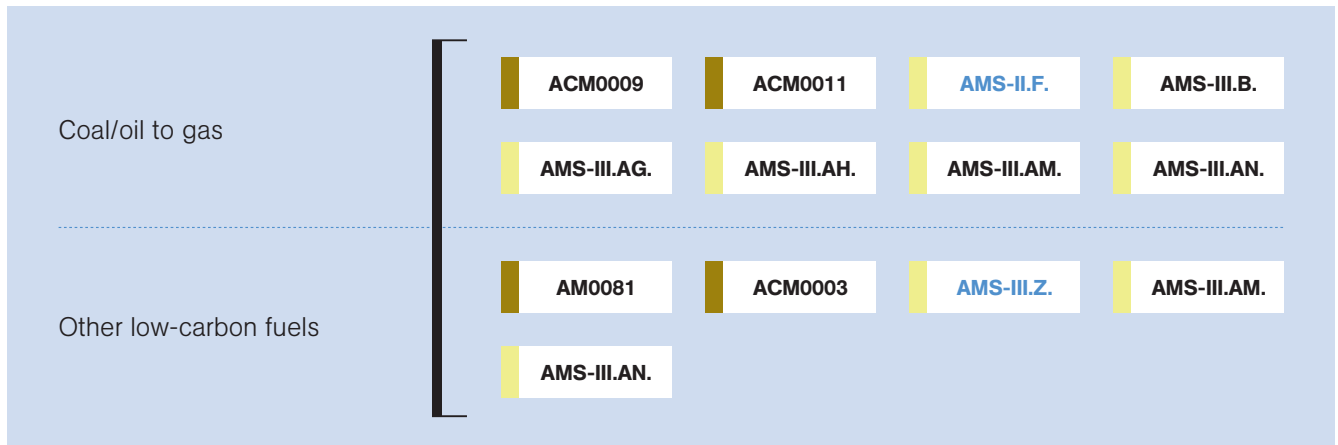 Coal/oil to gas
ACM0009 ACM0011 AMS-II.F. AMS-III.B.
AMS-III.AG. AMS-III.AH. AMS-III.AM. AMS-III.AN.
Other low-carbon fuels
AM0081 ACM0003 AMS-III.Z. AMS-III.AM.
AMS-III.AN.